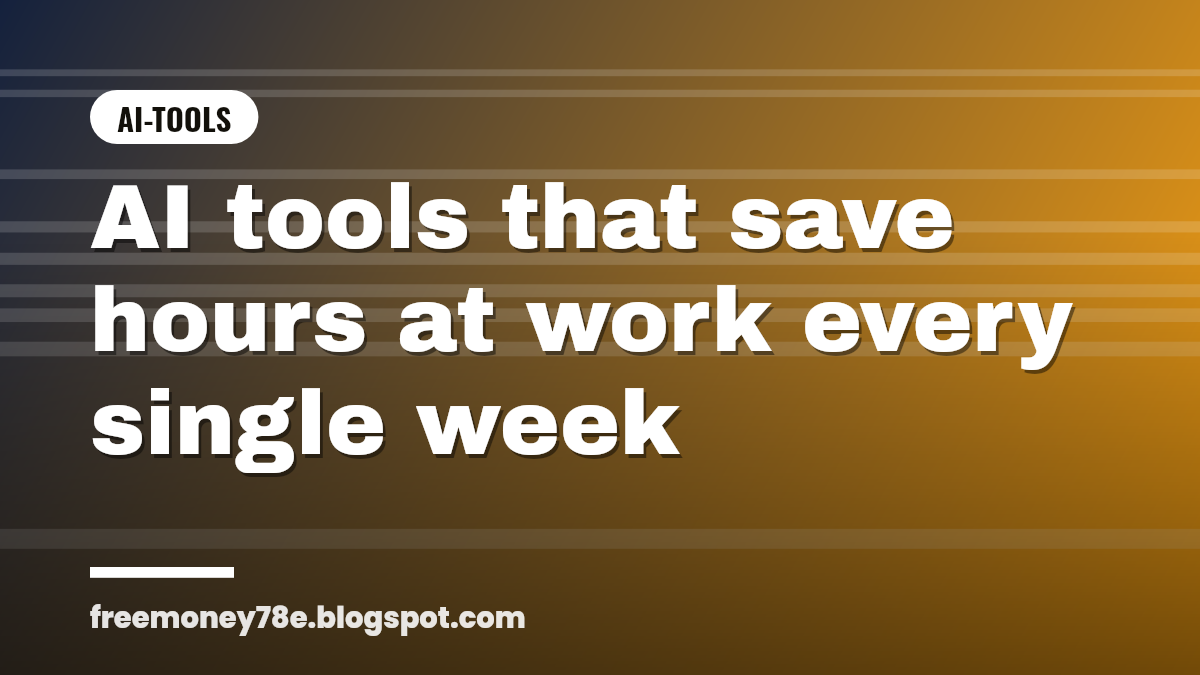 AI-TOOLS
AI tools that save
hours at work every
single week
freemoney78e.blogspot.com